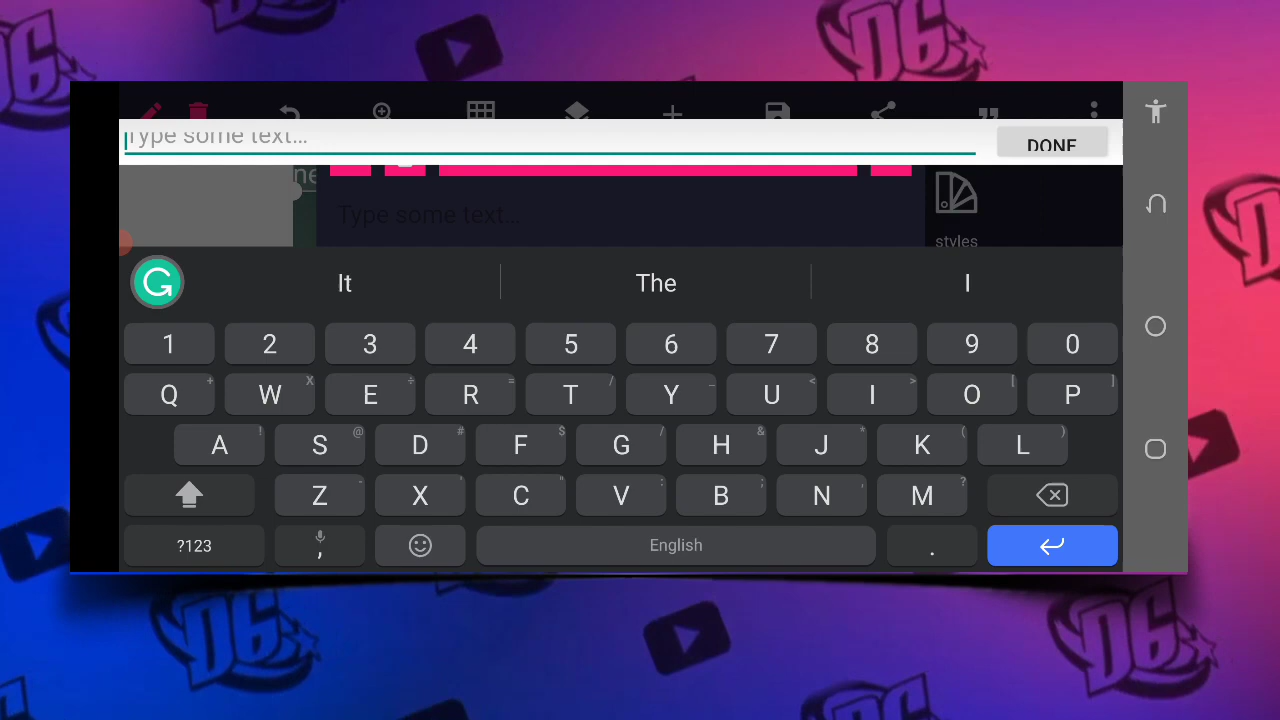 Type some text...
DONE
ne
Type some text...
styles
It The I
1 2 3 4 5 6 7 8 9 0
Q + W X E ÷ R = T / Y _ U < I > O [ P ]
A ! S @ D # F $ G / H & J * K ( L )
Z - X ' C " V : B ; N , M ?
?123 , English .